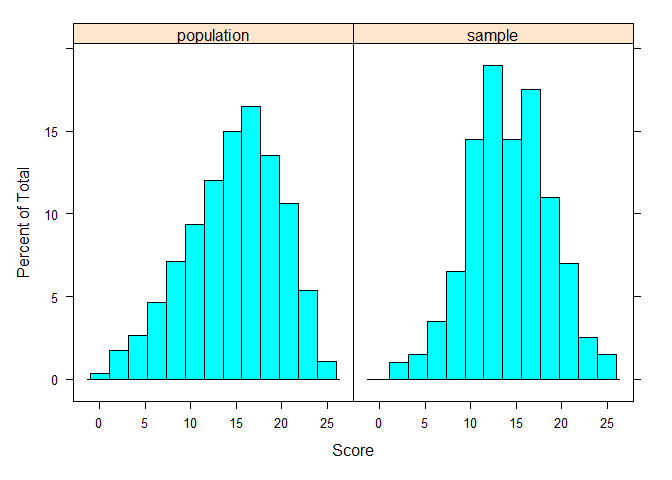 population
sample
Percent of Total
15
10
5
0
0 5 10 15 20 25
0 5 10 15 20 25
Score